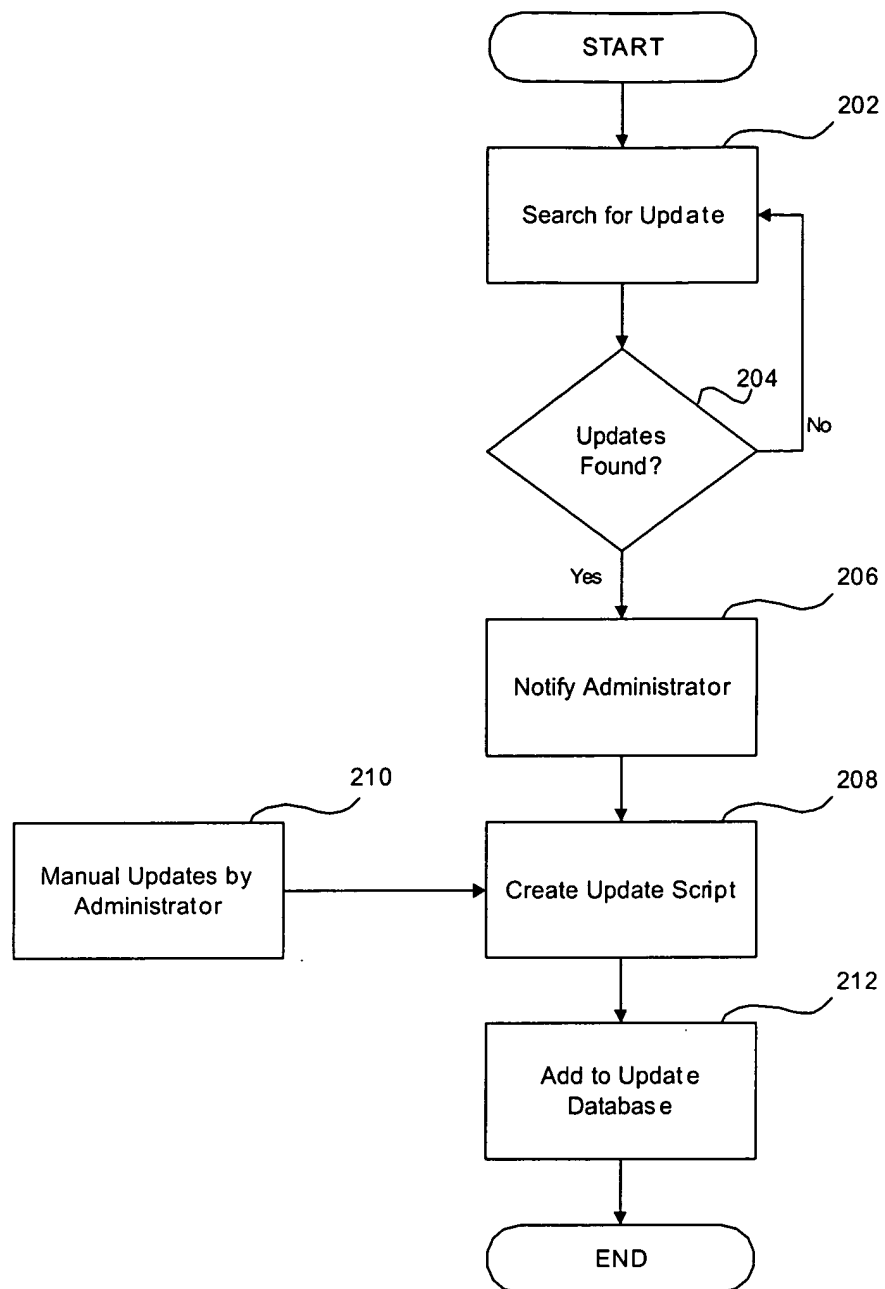 START
202
Search for Update
204
Updates
Found?
No
Yes
206
Notify Administrator
210
208
Manual Updates by
Administrator
Create Update Script
212
Add to Update
Database
END